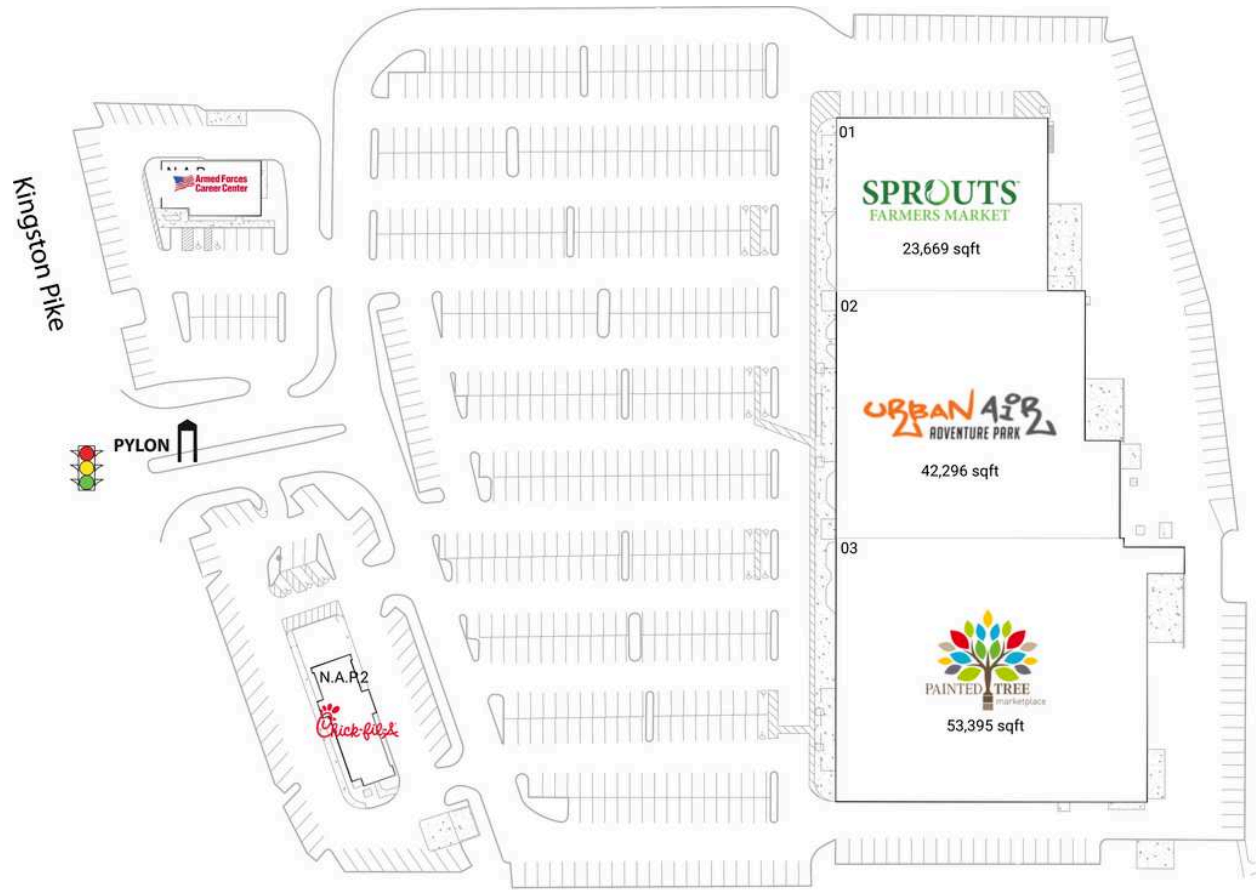 Kingston Pike
Armed Forces
Career Center
PYLON
N.A.P.2
Chick-fil-A
01
SPROUTS
FARMERS MARKET
23,669 sqft
02
URBAN AIR
ADVENTURE PARK
42,296 sqft
03
PAINTED TREE
marketplace
53,395 sqft